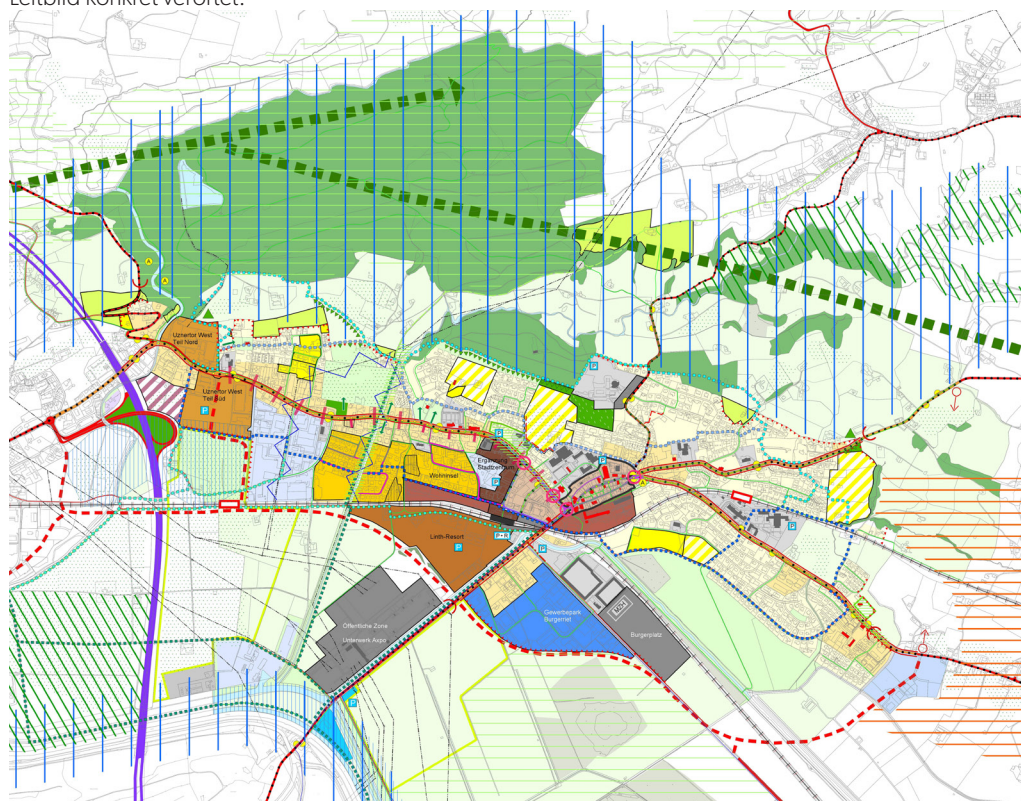 Leitbild konkret verortet.
A
A
Uznertor West
Teil Nord
Uznertor West
Teil Süd
P
P
P
P
Ergänzung
Stadtzentrum
P
Wohninsel
P
P+R
P
Linth-Resort
P
Gewerbepark
Burgerriet
Burgerplatz
Öffentliche Zone
Unterwerk Axpo
P